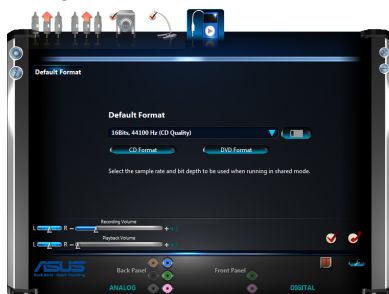 Default Format
Default Format
16Bits, 44100 Hz (CD Quality)
CD Format
DVD Format
Select the sample rate and bit depth to be used when running in shared mode.
Recording Volume
L R - +
Playback Volume
L R - +
ASUS
Back Panel
Front Panel
ANALOG
DIGITAL